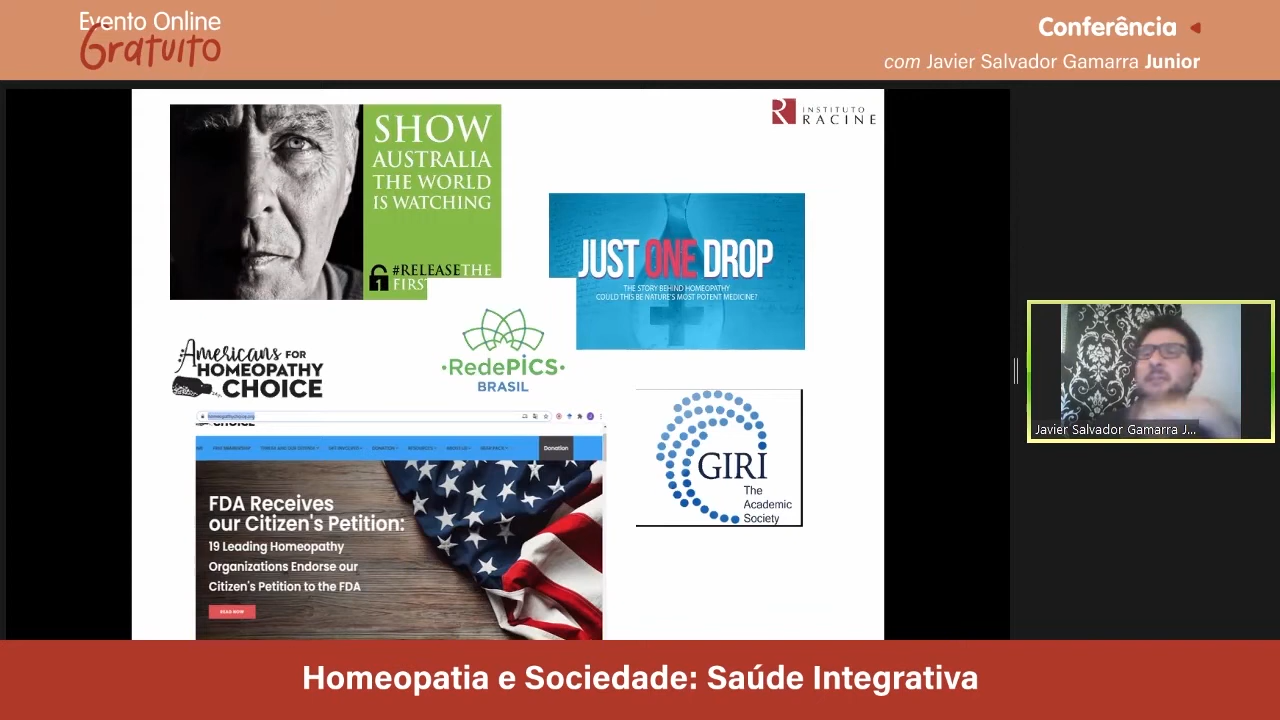 Evento Online
Gratuito
Conferência
com Javier Salvador Gamarra Junior
INSTITUTO
RACINE
SHOW
AUSTRALIA
THE WORLD
IS WATCHING
#RELEASETHE
FIRST
JUST ONE DROP
THE STORY BEHIND HOMEOPATHY
COULD THIS BE NATURE'S MOST POTENT MEDICINE?
Americans FOR
HOMEOPATHY
CHOICE
RedePICS
BRASIL
homeopathychoice.org
CHOICE
Donation
FDA Receives
our Citizen's Petition:
19 Leading Homeopathy
Organizations Endorse our
Citizen's Petition to the FDA
READ NOW
GIRI
The
Academic
Society
Javier Salvador Gamarra J...
Homeopatia e Sociedade: Saúde Integrativa